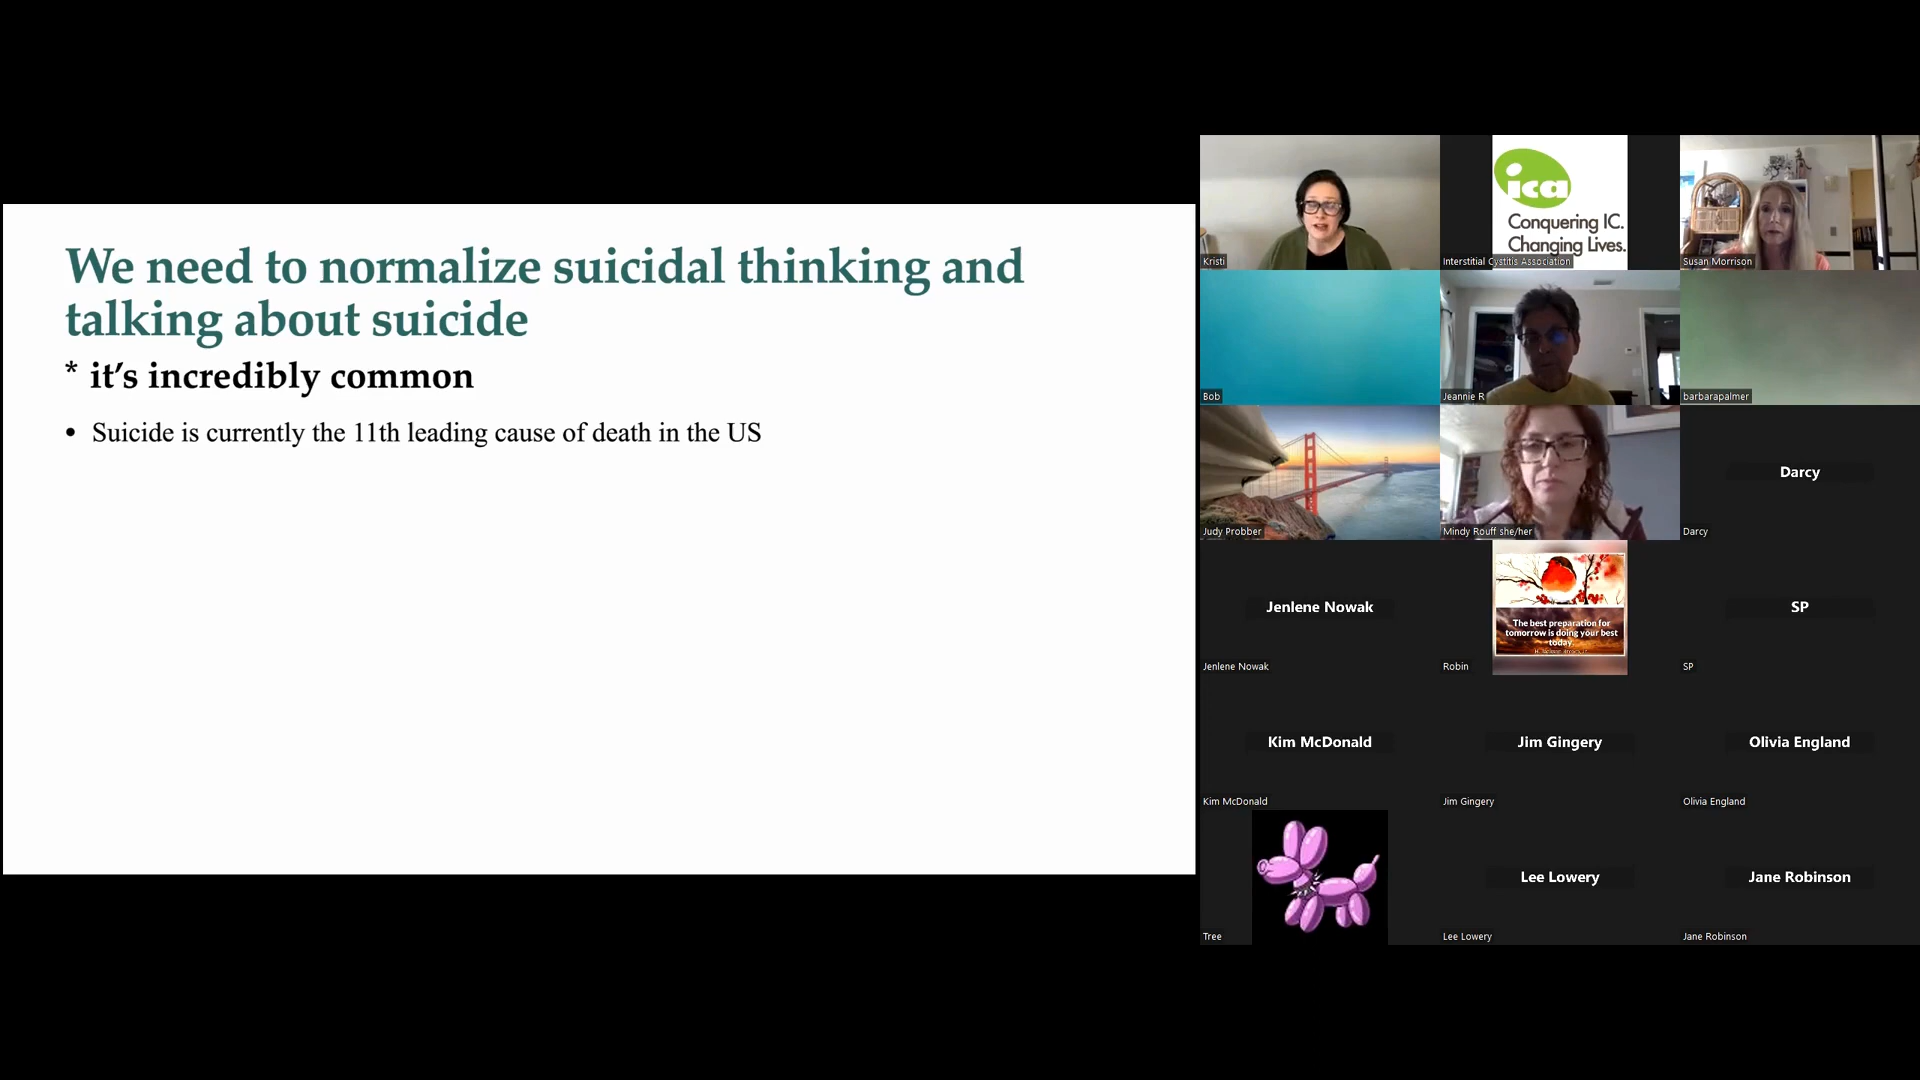 We need to normalize suicidal thinking and
talking about suicide
* it's incredibly common
• Suicide is currently the 11th leading cause of death in the US
Kristi
ica
Conquering IC.
Changing Lives.
Interstitial Cystitis Association
Susan Morrison
Bob
Jeannie R
barbarapalmer
Judy Probber
Mindy Rouff she/her
Darcy
Darcy
Jenlene Nowak
Jenlene Nowak
The best preparation for
tomorrow is doing your best
today.
Robin
SP
SP
Kim McDonald
Kim McDonald
Jim Gingery
Jim Gingery
Olivia England
Olivia England
Tree
Lee Lowery
Lee Lowery
Jane Robinson
Jane Robinson